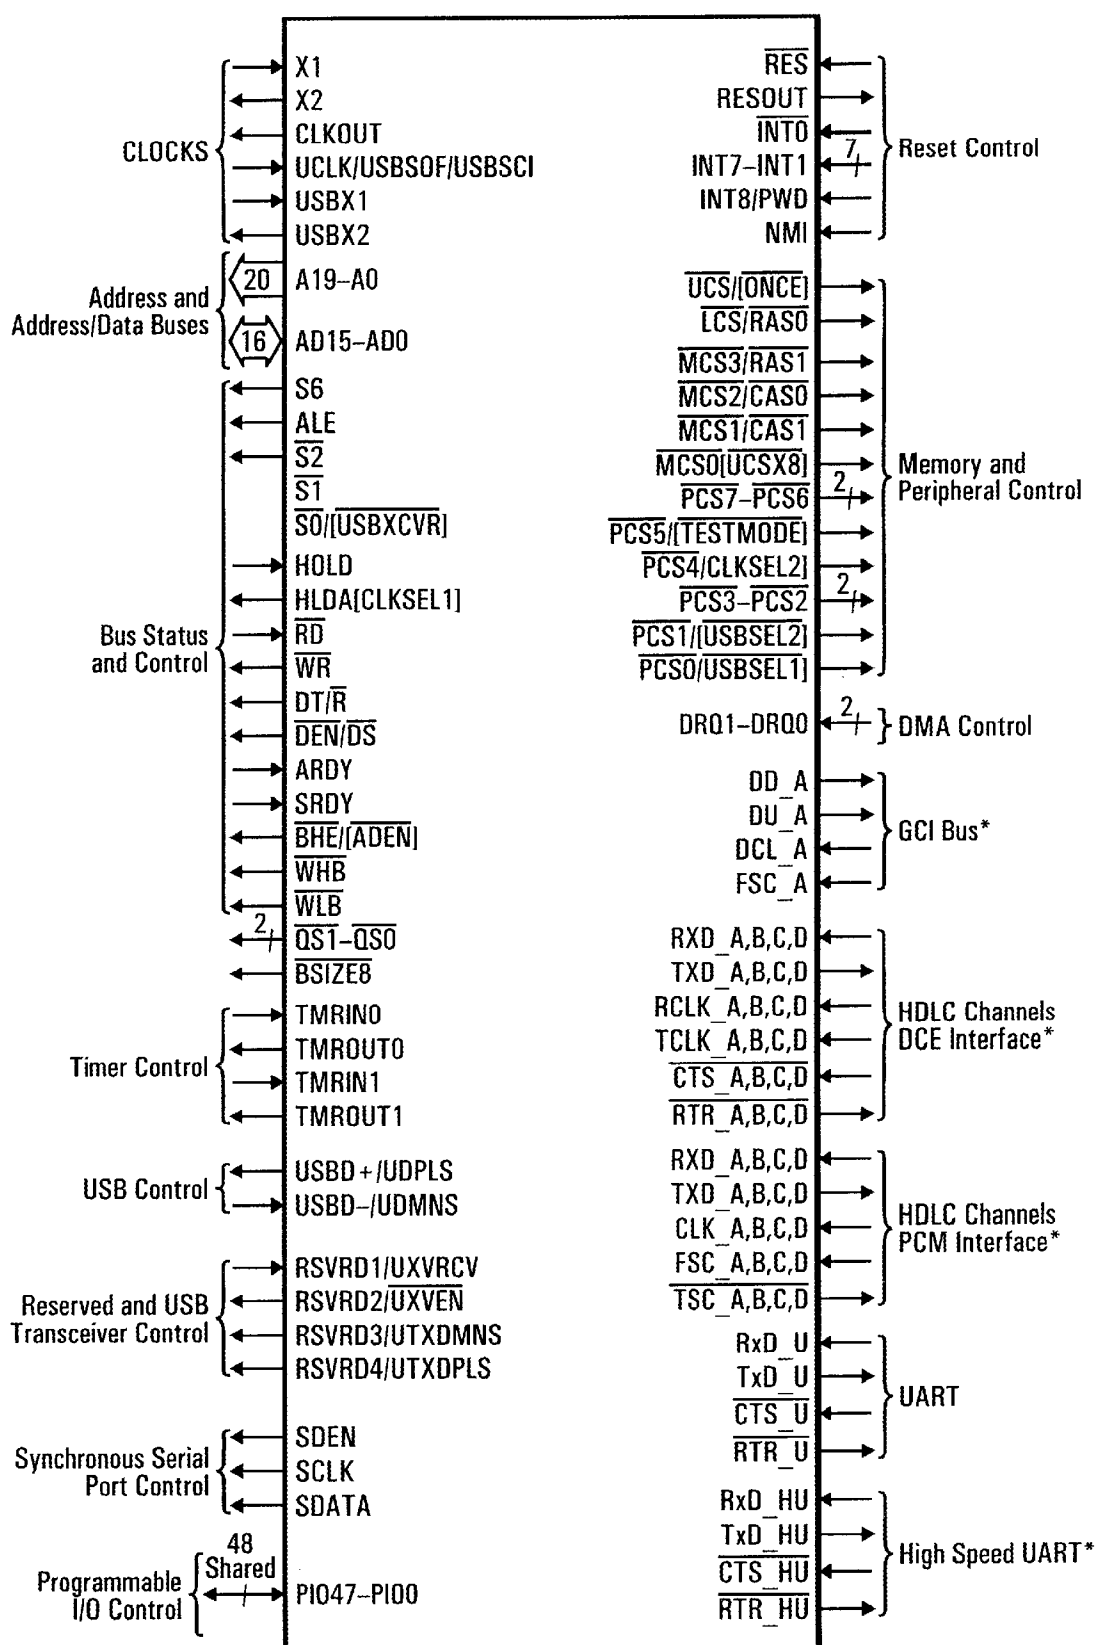 CLOCKS
X1
X2
CLKOUT
UCLK/USBSOF/USBSCI
USBX1
USBX2
Address and
Address/Data Buses
20
A19–A0
16
AD15–AD0
Bus Status
and Control
S6
ALE
S2
S1
S0/[USBXCVR]
HOLD
HLDA[CLKSEL1]
RD
WR
DT/R
DEN/DS
ARDY
SRDY
BHE/[ADEN]
WHB
WLB
2
QS1–QS0
BSIZE8
Timer Control
TMRIN0
TMROUT0
TMRIN1
TMROUT1
USB Control
USBD+/UDPLS
USBD–/UDMNS
Reserved and USB
Transceiver Control
RSVRD1/UXVRCV
RSVRD2/UXVEN
RSVRD3/UTXDMNS
RSVRD4/UTXDPLS
Synchronous Serial
Port Control
SDEN
SCLK
SDATA
Programmable
I/O Control
48
Shared
PIO47–PIO0
RES
RESOUT
INT0
INT7–INT1
7
INT8/PWD
NMI
Reset Control
UCS/[ONCE]
LCS/RAS0
MCS3/RAS1
MCS2/CAS0
MCS1/CAS1
MCS0[UCSX8]
PCS7–PCS6
2
PCS5/[TESTMODE]
PCS4/CLKSEL2]
PCS3–PCS2
2
PCS1/[USBSEL2]
PCS0/USBSEL1]
Memory and
Peripheral Control
DRQ1–DRQ0
2
DMA Control
DD_A
DU_A
DCL_A
FSC_A
GCI Bus*
RXD_A,B,C,D
TXD_A,B,C,D
RCLK_A,B,C,D
TCLK_A,B,C,D
CTS_A,B,C,D
RTR_A,B,C,D
HDLC Channels
DCE Interface*
RXD_A,B,C,D
TXD_A,B,C,D
CLK_A,B,C,D
FSC_A,B,C,D
TSC_A,B,C,D
HDLC Channels
PCM Interface*
RxD_U
TxD_U
CTS_U
RTR_U
UART
RxD_HU
TxD_HU
CTS_HU
RTR_HU
High Speed UART*